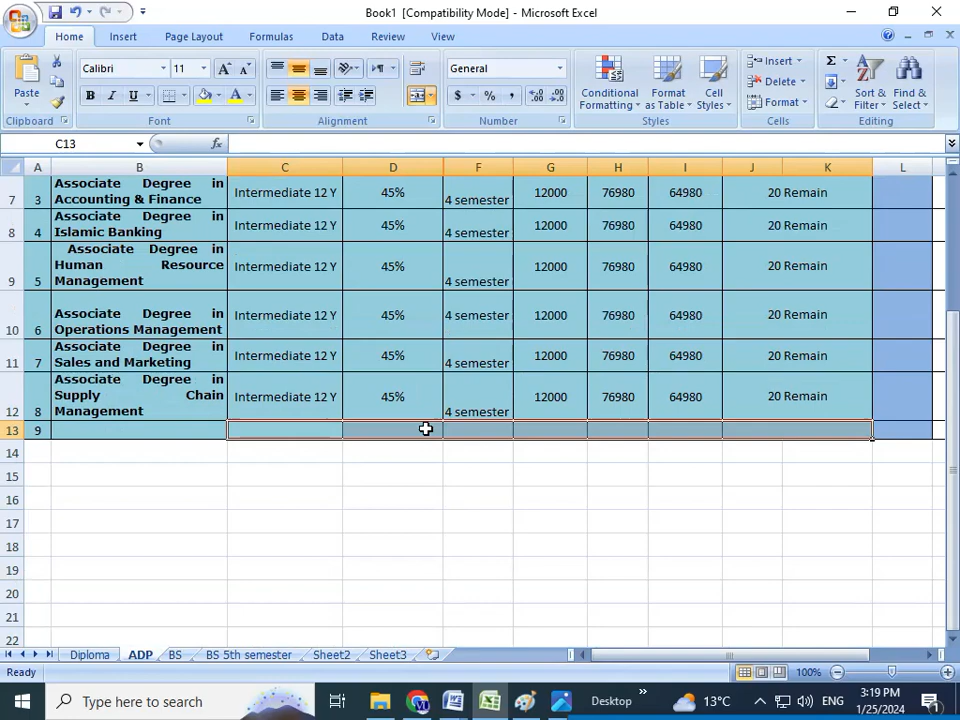 Book1 [Compatibility Mode] - Microsoft Excel
Home Insert Page Layout Formulas Data Review View
Paste
Calibri 11
B I U
General
$ % ,
Conditional Formatting
Format as Table
Cell Styles
Insert
Delete
Format
Σ
Sort & Filter
Find & Select
Clipboard Font Alignment Number Styles Cells Editing
C13 fx
A B C D F G H I J K L
7 3 Associate Degree in Accounting & Finance Intermediate 12 Y 45% 4 semester 12000 76980 64980 20 Remain
8 4 Associate Degree in Islamic Banking Intermediate 12 Y 45% 4 semester 12000 76980 64980 20 Remain
9 5 Associate Degree in Human Resource Management Intermediate 12 Y 45% 4 semester 12000 76980 64980 20 Remain
10 6 Associate Degree in Operations Management Intermediate 12 Y 45% 4 semester 12000 76980 64980 20 Remain
11 7 Associate Degree in Sales and Marketing Intermediate 12 Y 45% 4 semester 12000 76980 64980 20 Remain
12 8 Associate Degree in Supply Chain Management Intermediate 12 Y 45% 4 semester 12000 76980 64980 20 Remain
13 9
14
15
16
17
18
19
20
21
22
Diploma ADP BS BS 5th semester Sheet2 Sheet3
Ready 100%
Type here to search
Desktop
13°C
ENG
3:19 PM
1/25/2024